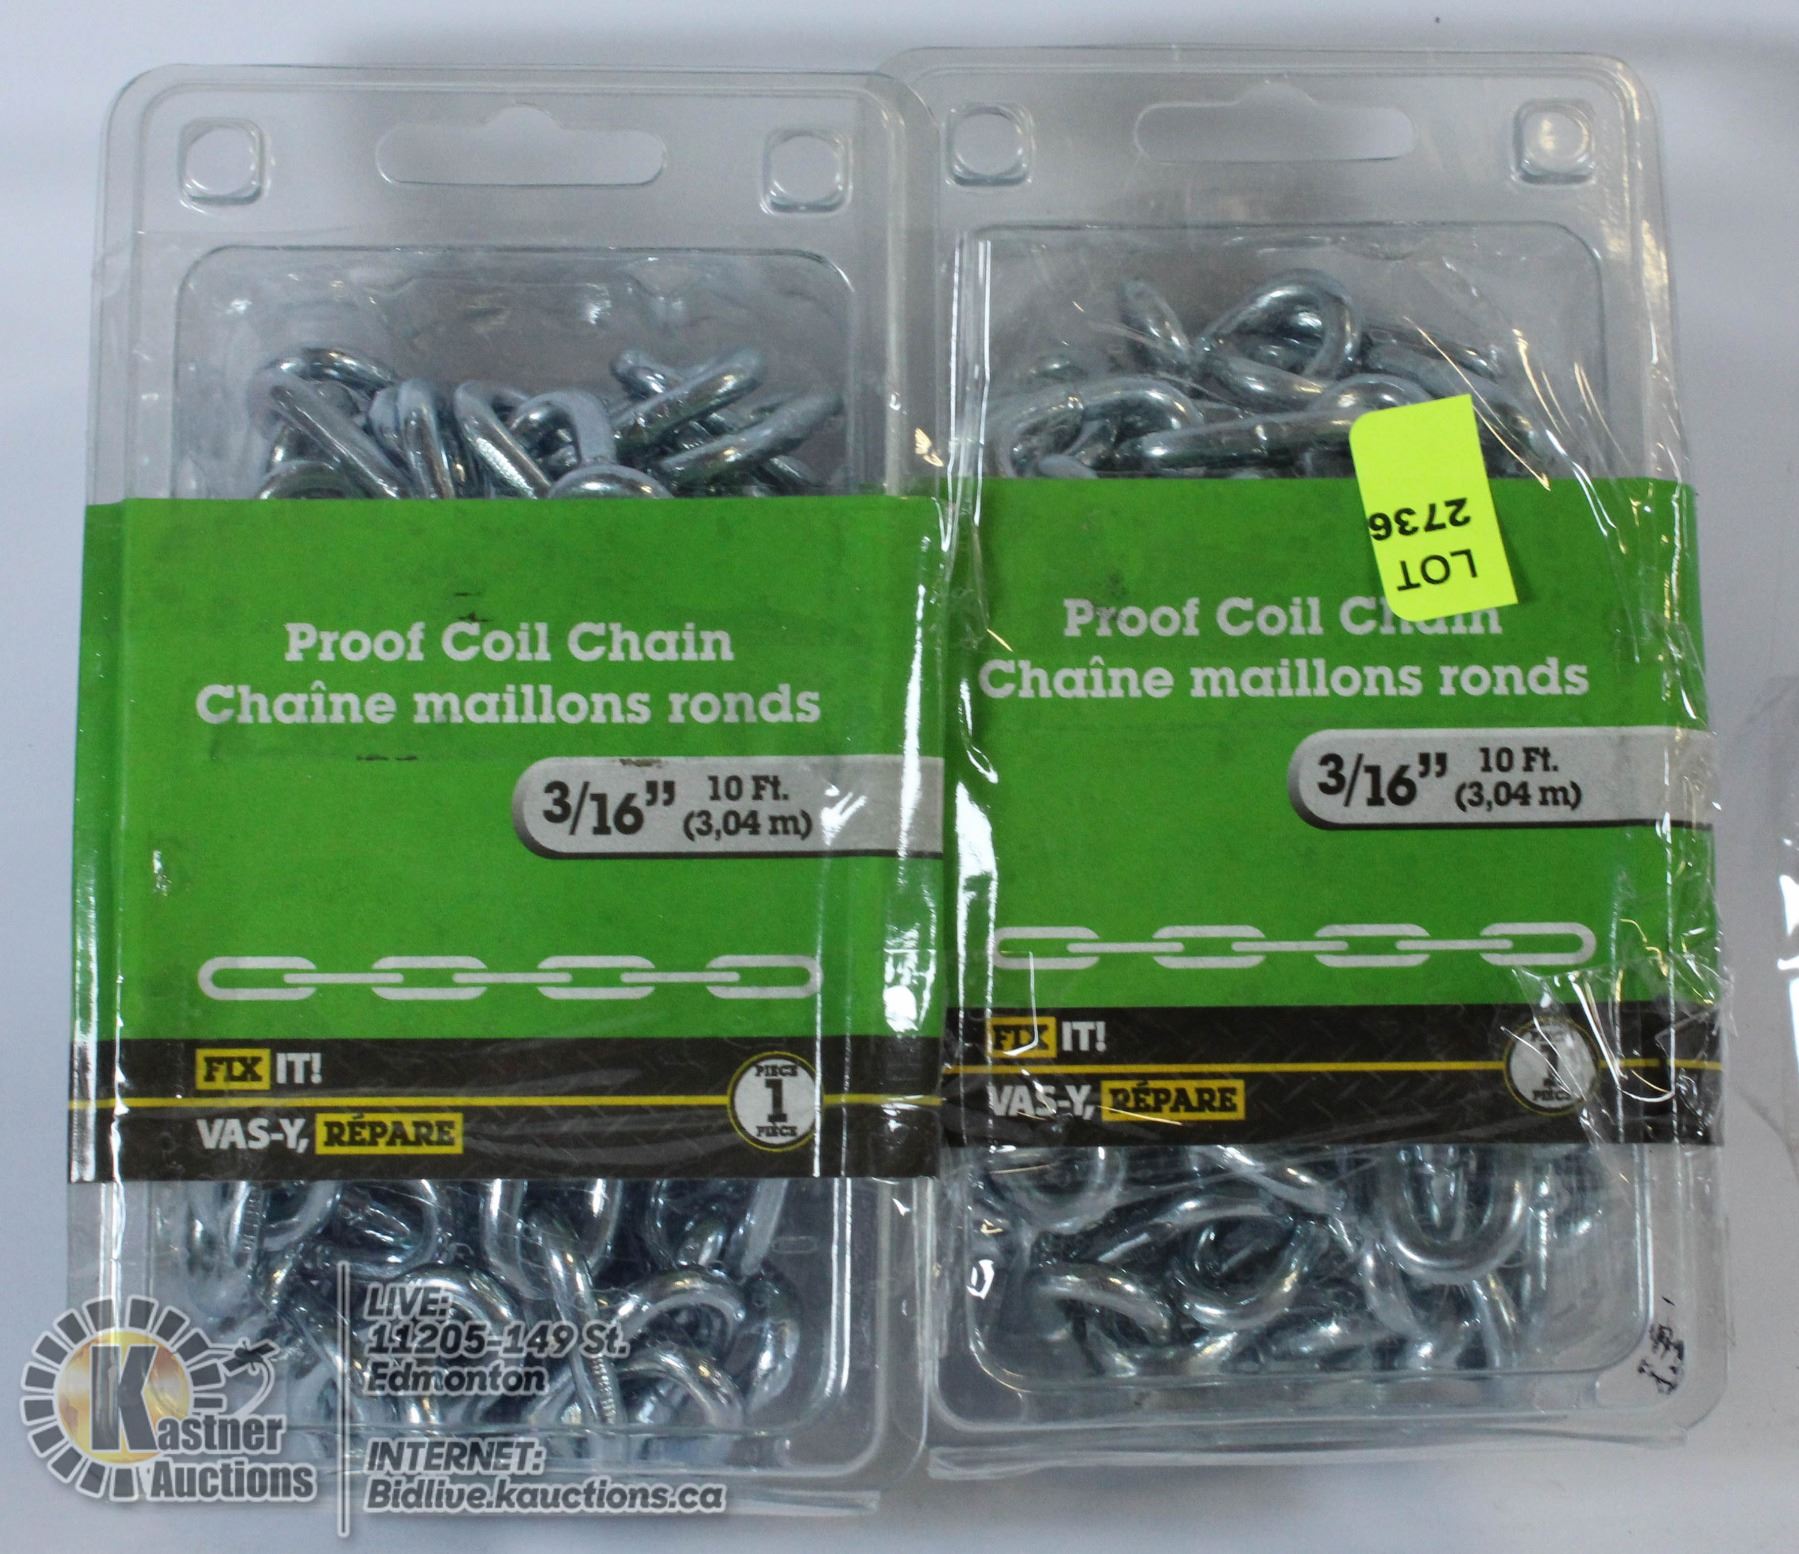 Proof Coil Chain
Chaîne maillons ronds
3/16” 10 Ft.
(3,04 m)
FIX IT!
VAS-Y, RÉPARE
PIECE
1
PIÈCE
LOT
2736
Proof Coil Chain
Chaîne maillons ronds
3/16” 10 Ft.
(3,04 m)
FIX IT!
VAS-Y, RÉPARE
1
PIÈCE
Kastner
Auctions
LIVE:
11205-149 St.
Edmonton
INTERNET:
Bidlive.kauctions.ca